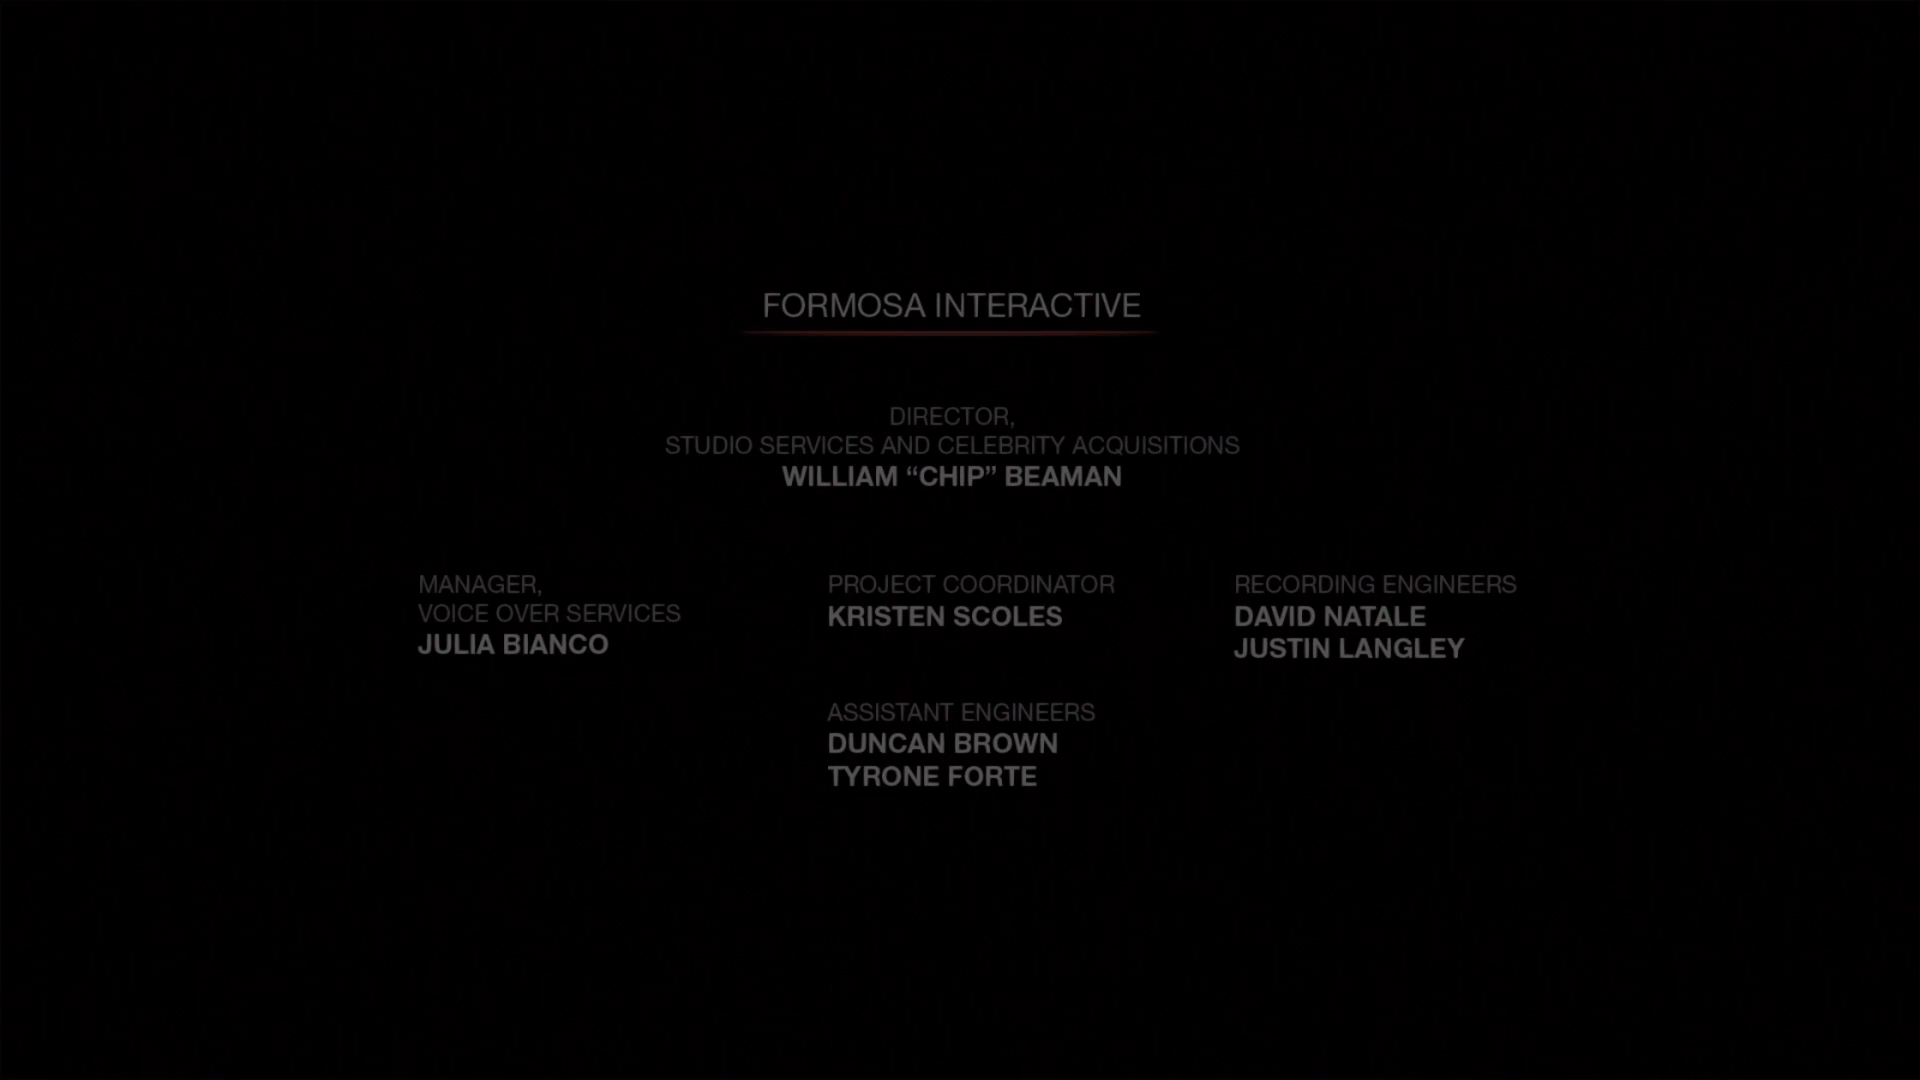 FORMOSA INTERACTIVE
DIRECTOR,
STUDIO SERVICES AND CELEBRITY ACQUISITIONS
WILLIAM “CHIP” BEAMAN
MANAGER,
VOICE OVER SERVICES
JULIA BIANCO
PROJECT COORDINATOR
KRISTEN SCOLES
RECORDING ENGINEERS
DAVID NATALE
JUSTIN LANGLEY
ASSISTANT ENGINEERS
DUNCAN BROWN
TYRONE FORTE